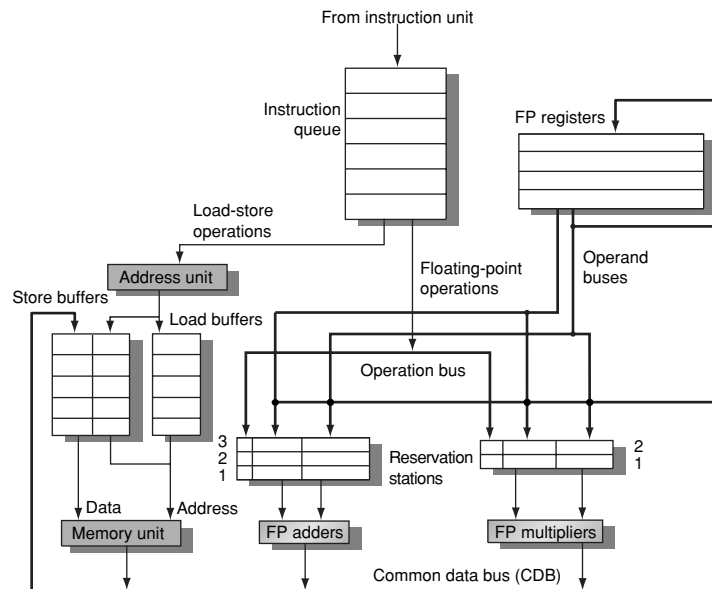 From instruction unit
Instruction
queue
FP registers
Load-store
operations
Address unit
Floating-point
operations
Operand
buses
Store buffers
Load buffers
Operation bus
3
2
1
Reservation
stations
2
1
Data
Address
Memory unit
FP adders
FP multipliers
Common data bus (CDB)